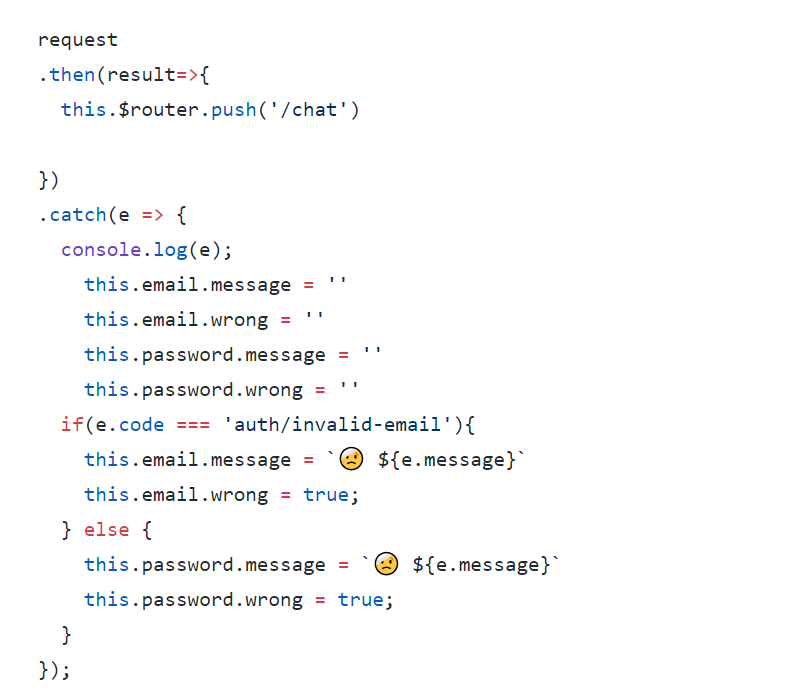 request
.then(result=>{
  this.$router.push('/chat')

})
.catch(e => {
  console.log(e);
    this.email.message = ''
    this.email.wrong = ''
    this.password.message = ''
    this.password.wrong = ''
  if(e.code === 'auth/invalid-email'){
    this.email.message = `🤕 ${e.message}`
    this.email.wrong = true;
  } else {
    this.password.message = `🤕 ${e.message}`
    this.password.wrong = true;
  }
});